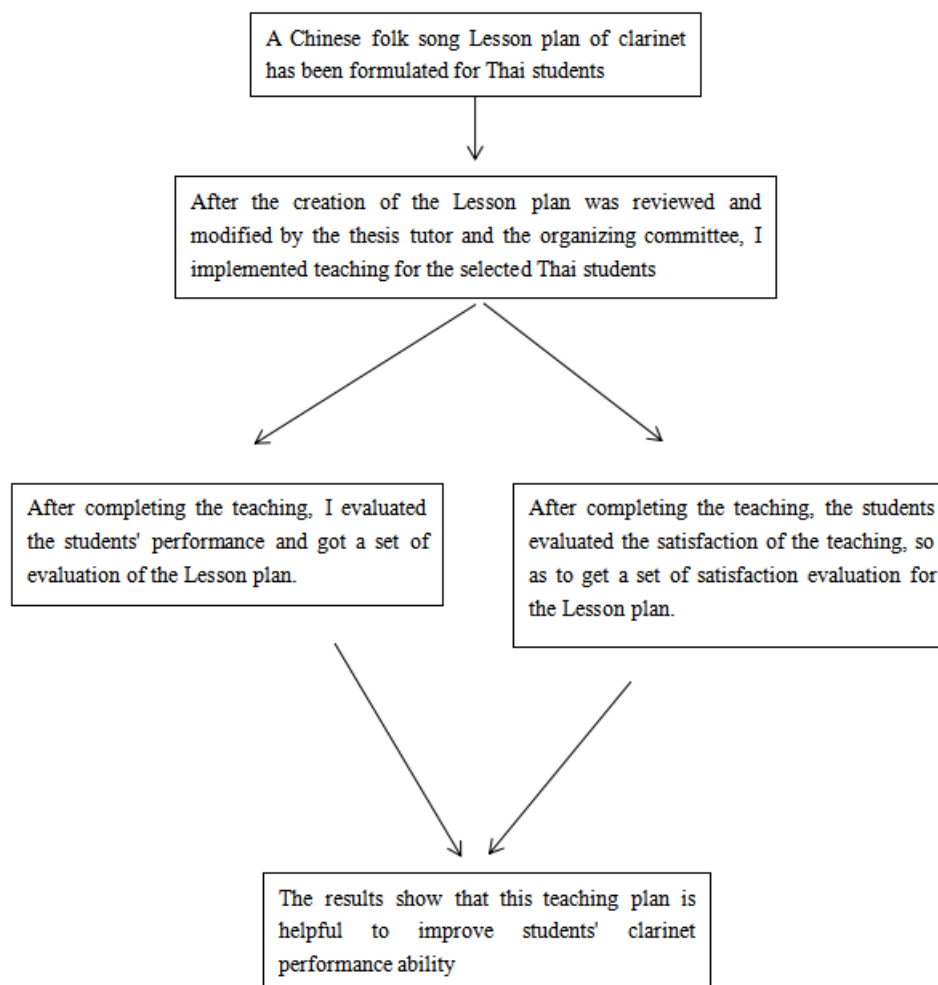 A Chinese folk song Lesson plan of clarinet
has been formulated for Thai students
After the creation of the Lesson plan was reviewed and
modified by the thesis tutor and the organizing committee, I
implemented teaching for the selected Thai students
After completing the teaching, I evaluated
the students' performance and got a set of
evaluation of the Lesson plan.
After completing the teaching, the students
evaluated the satisfaction of the teaching, so
as to get a set of satisfaction evaluation for
the Lesson plan.
The results show that this teaching plan is
helpful to improve students' clarinet
performance ability